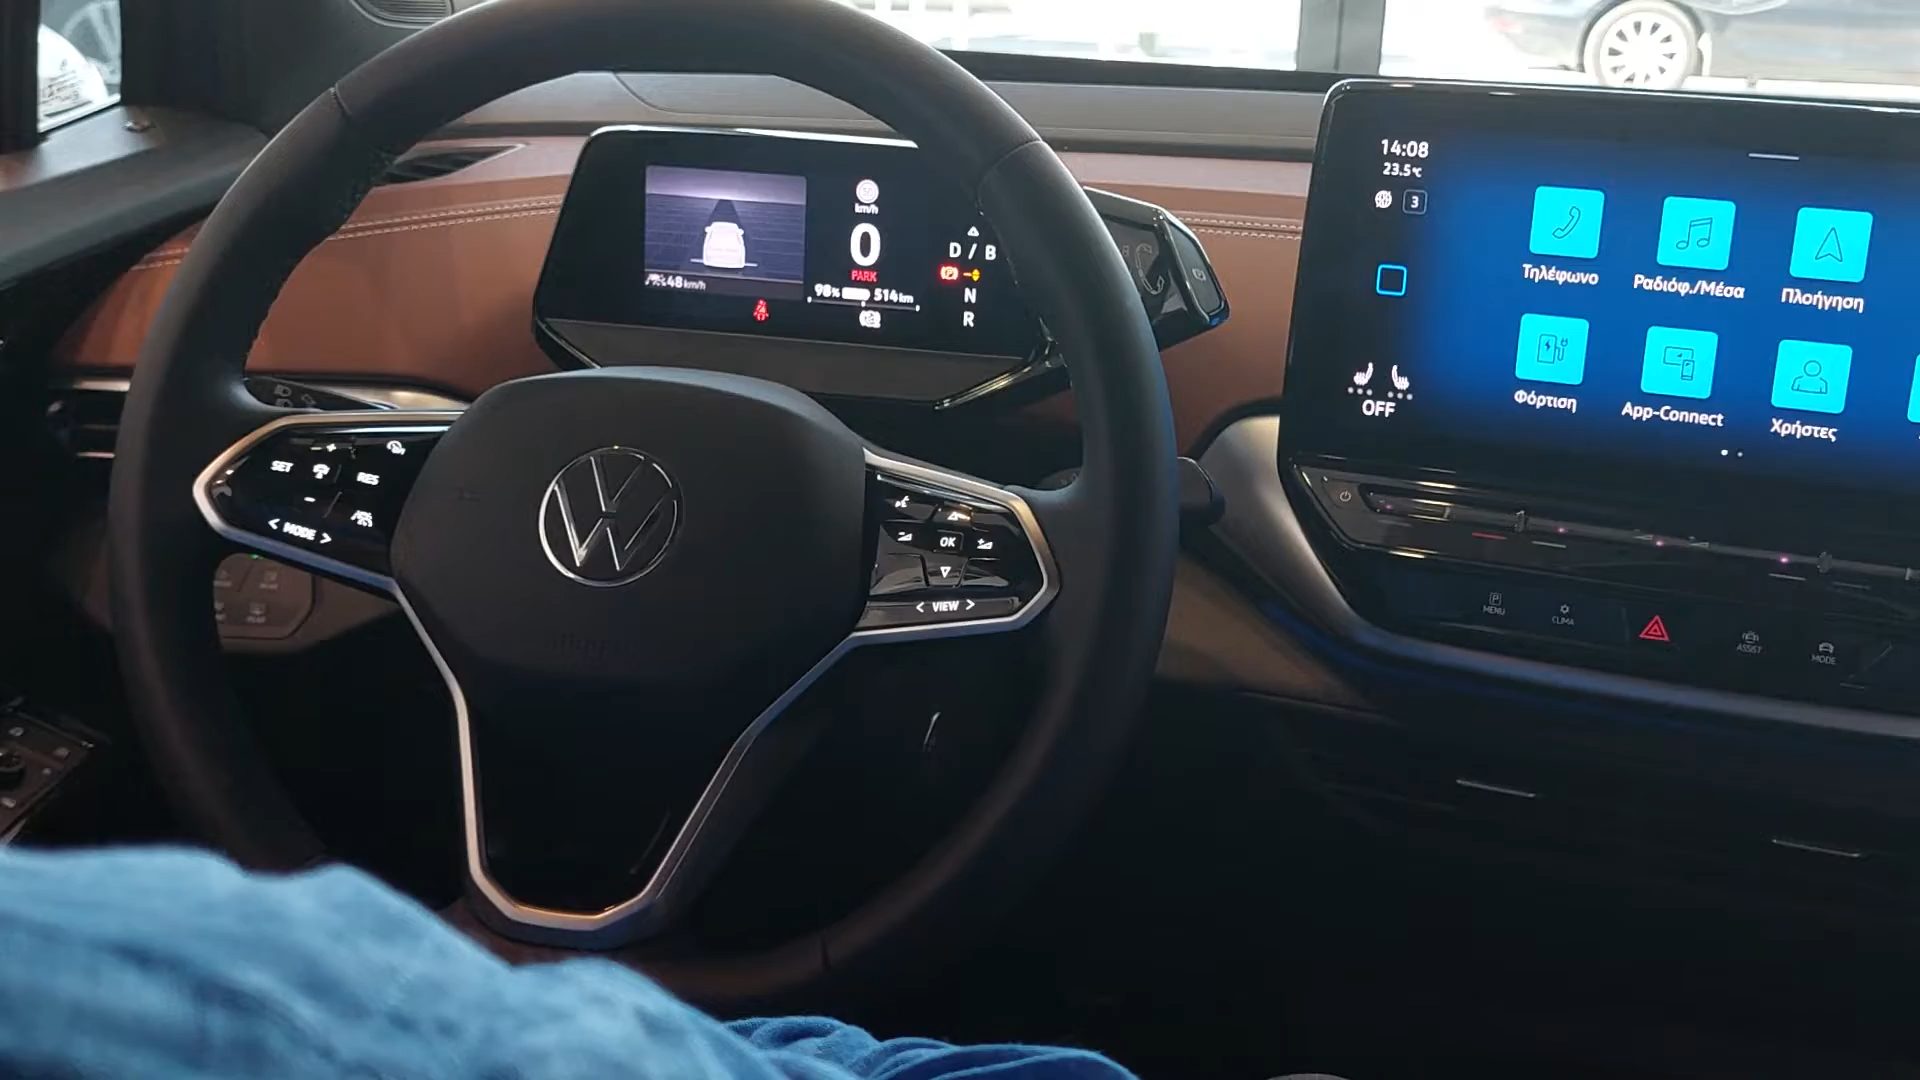 km/h
0
PARK
48 km/h
98% 514 km
D / B
P
N
R
14:08
23.5°C
3
OFF
Τηλέφωνο
Ραδιόφ./Μέσα
Πλοήγηση
Φόρτιση
App-Connect
Χρήστες
SET
RES
< MODE >
OK
< VIEW >
P
MENU
CLIMA
ASSIST
MODE